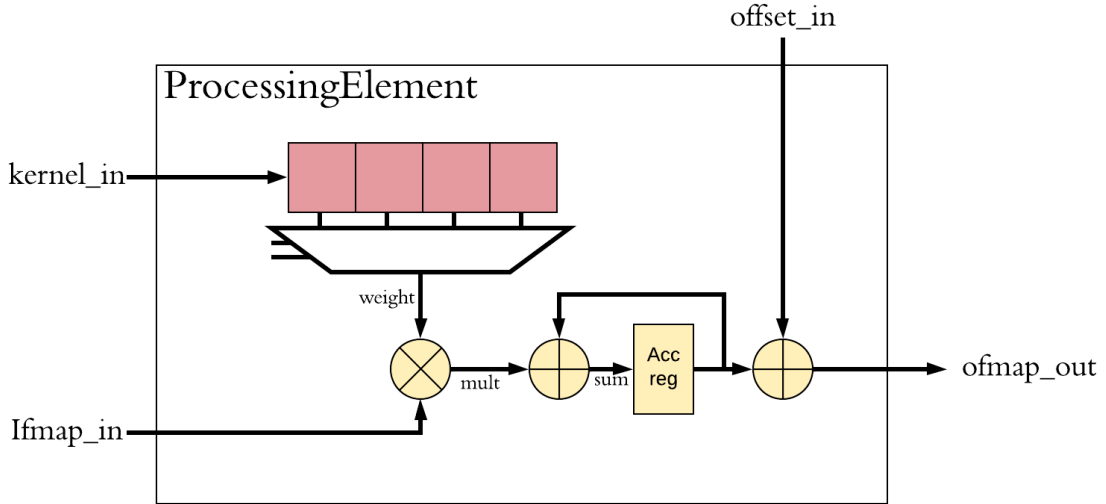 offset_in
ProcessingElement
kernel_in
weight
Acc
reg
mult
sum
ofmap_out
Ifmap_in